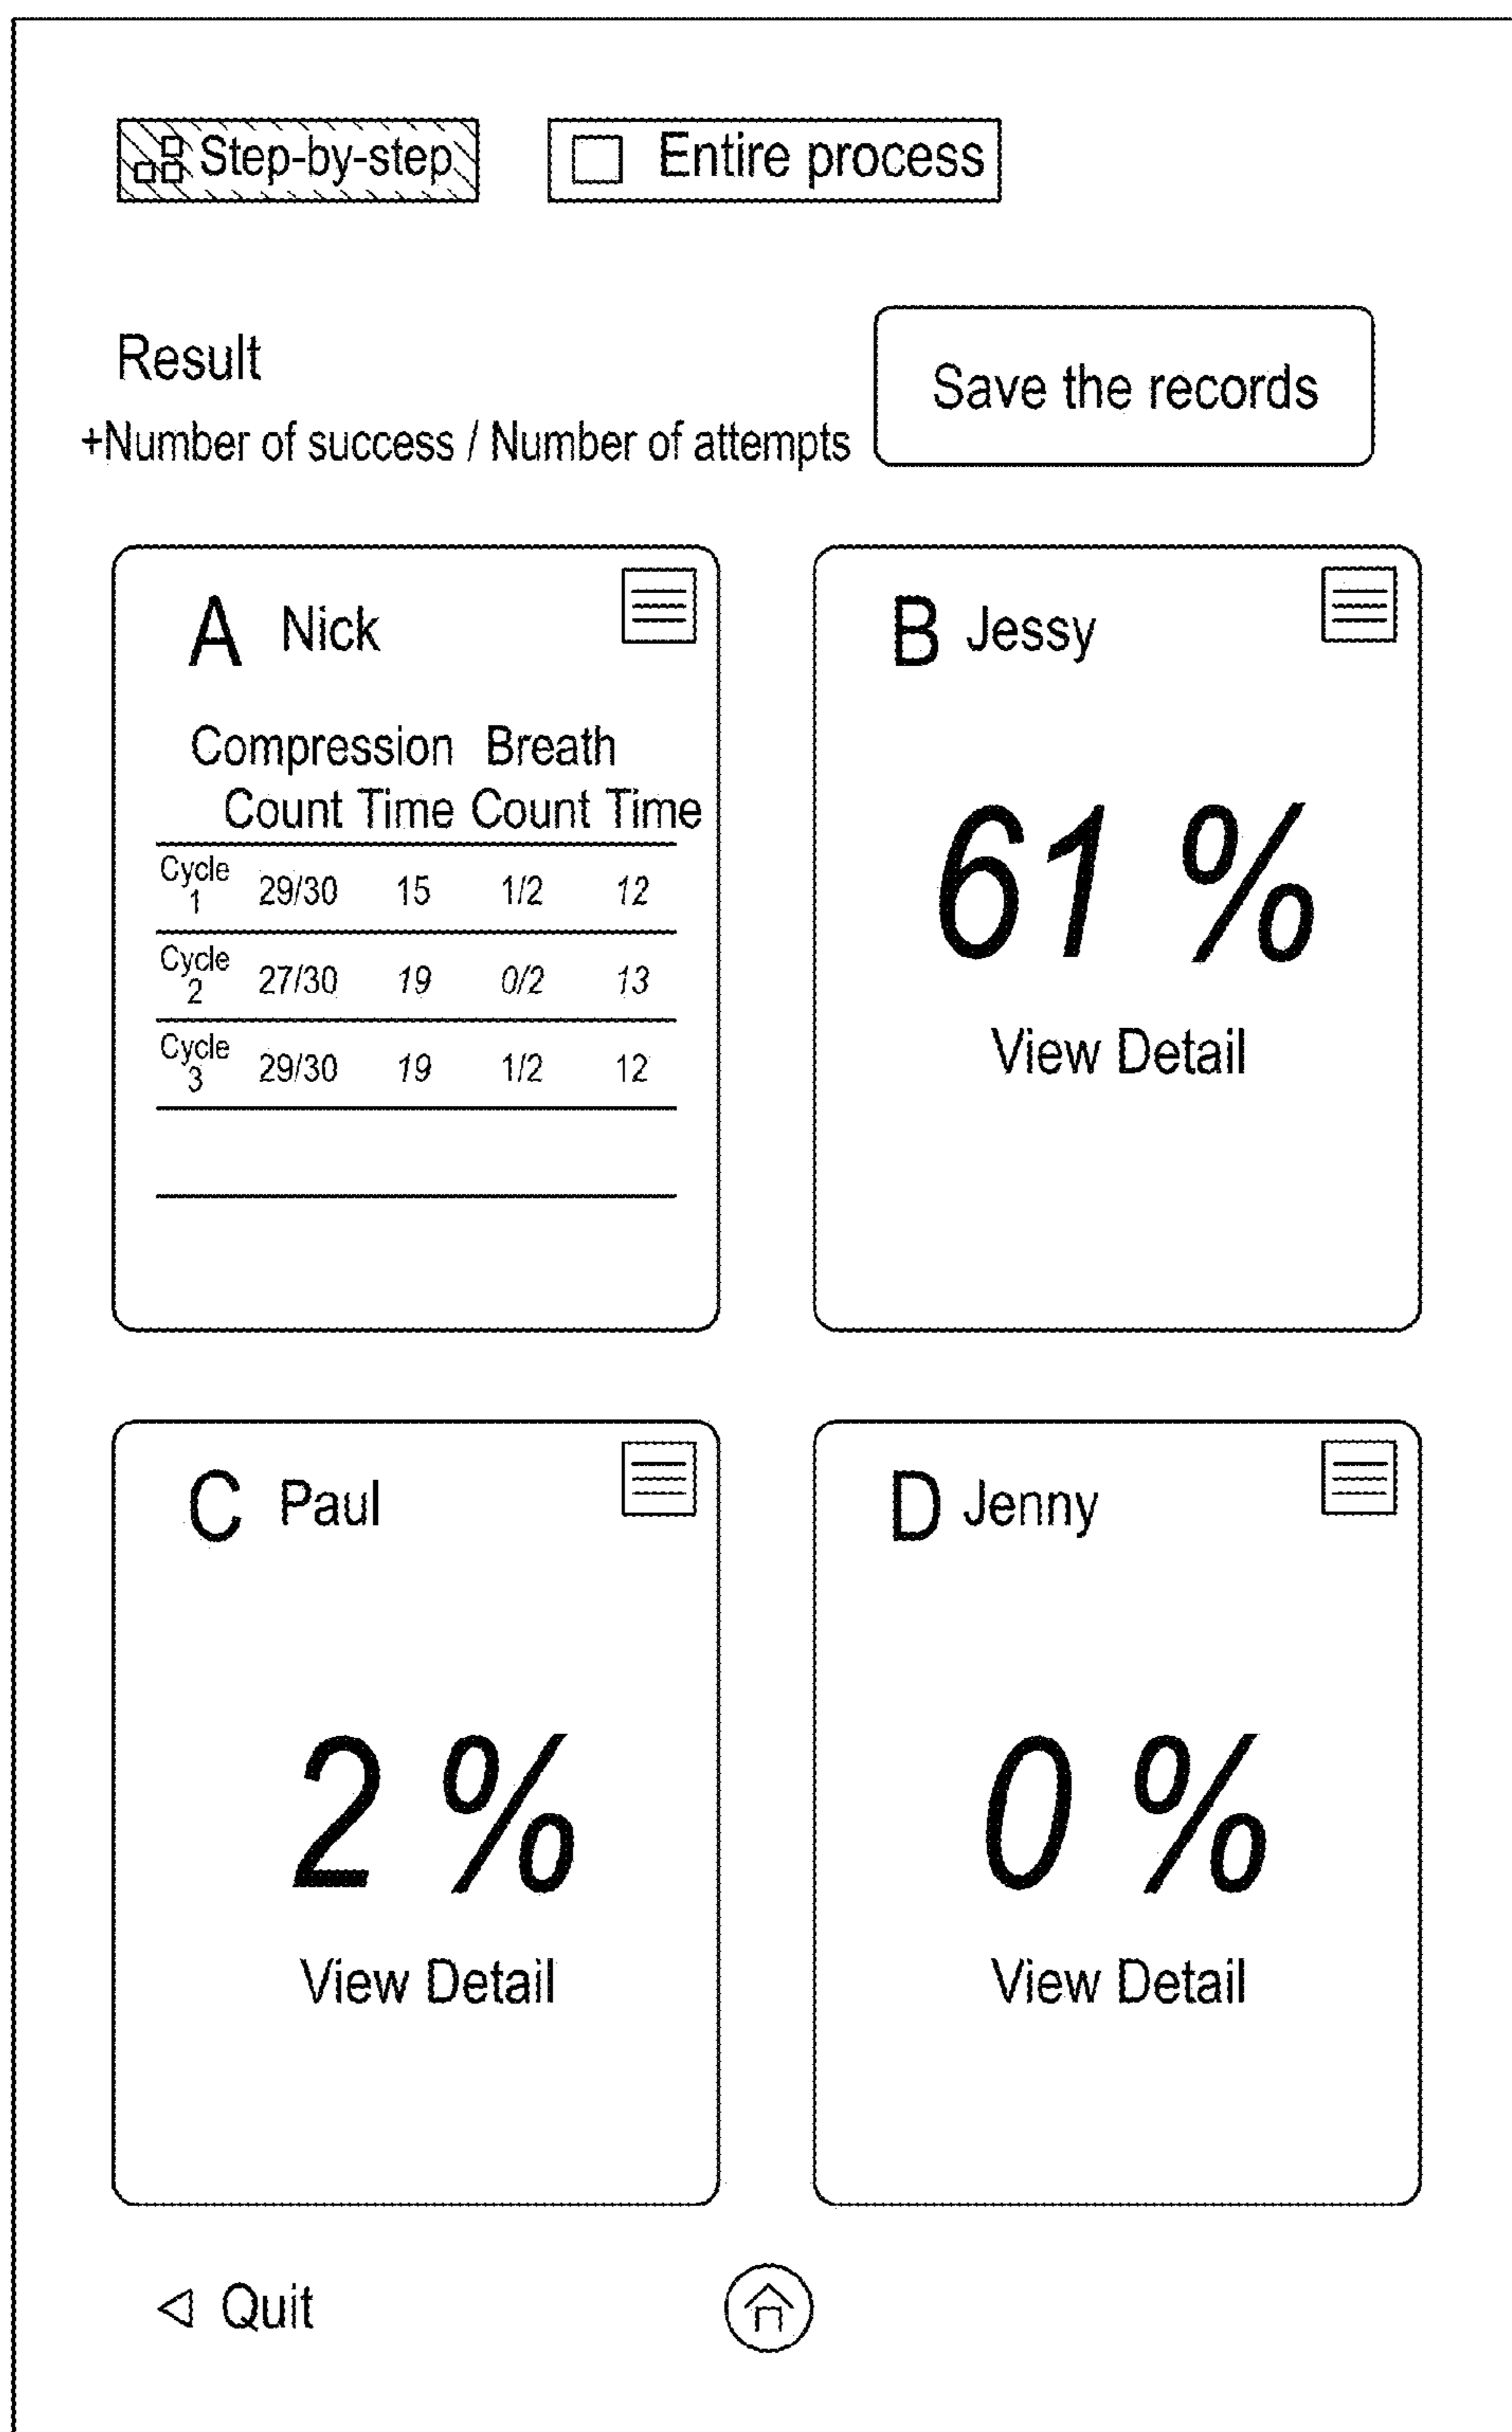 Step-by-step
Entire process
Result
Save the records
+Number of success / Number of attempts
A Nick
Compression Breath
Count Time Count Time
Cycle 1 29/30 15 1/2 12
Cycle 2 27/30 19 0/2 13
Cycle 3 29/30 19 1/2 12
B Jessy
61 %
View Detail
C Paul
2 %
View Detail
D Jenny
0 %
View Detail
Quit